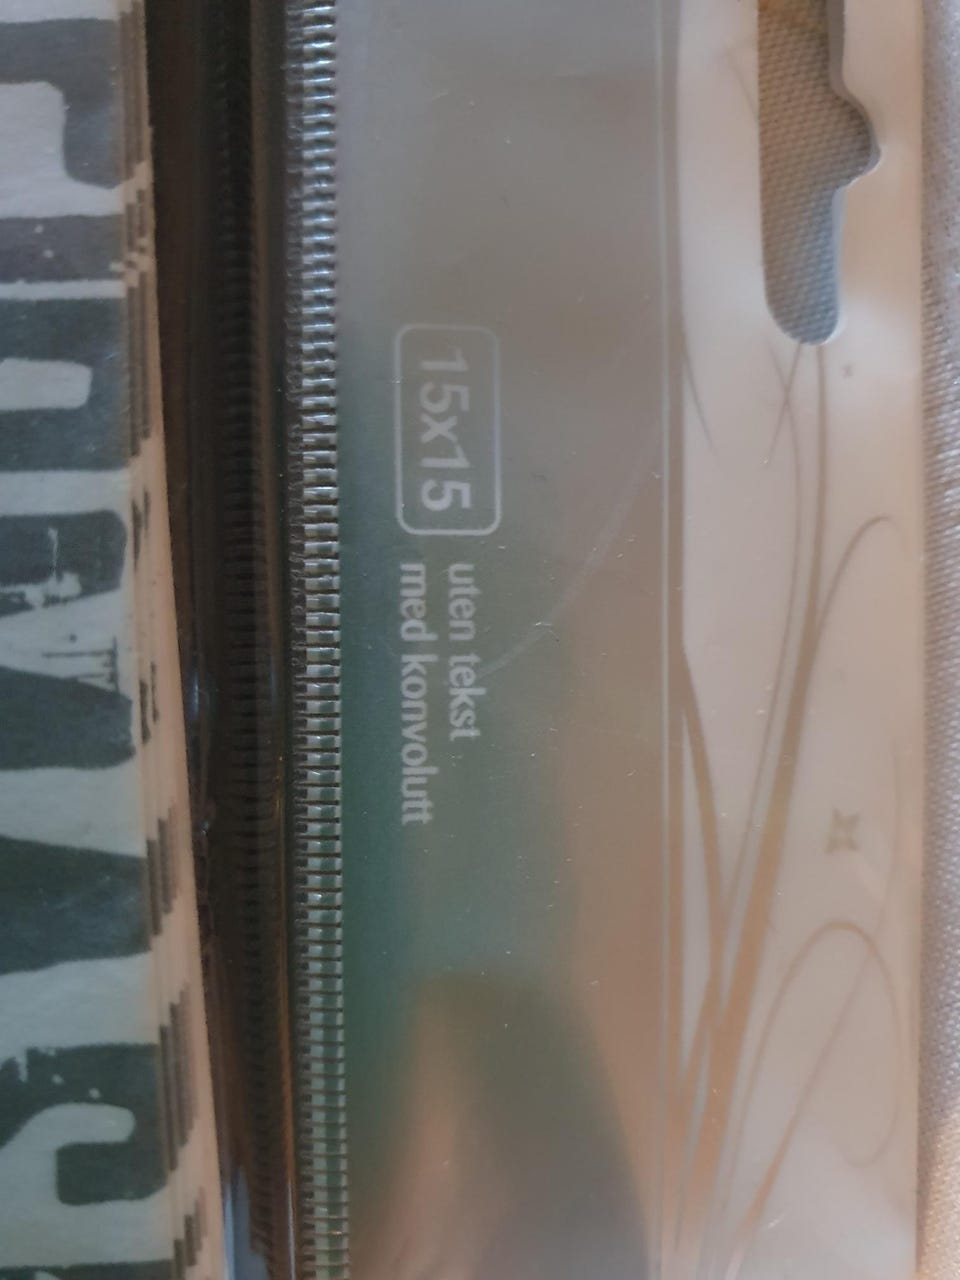 15x15
uten tekst
med konvolutt